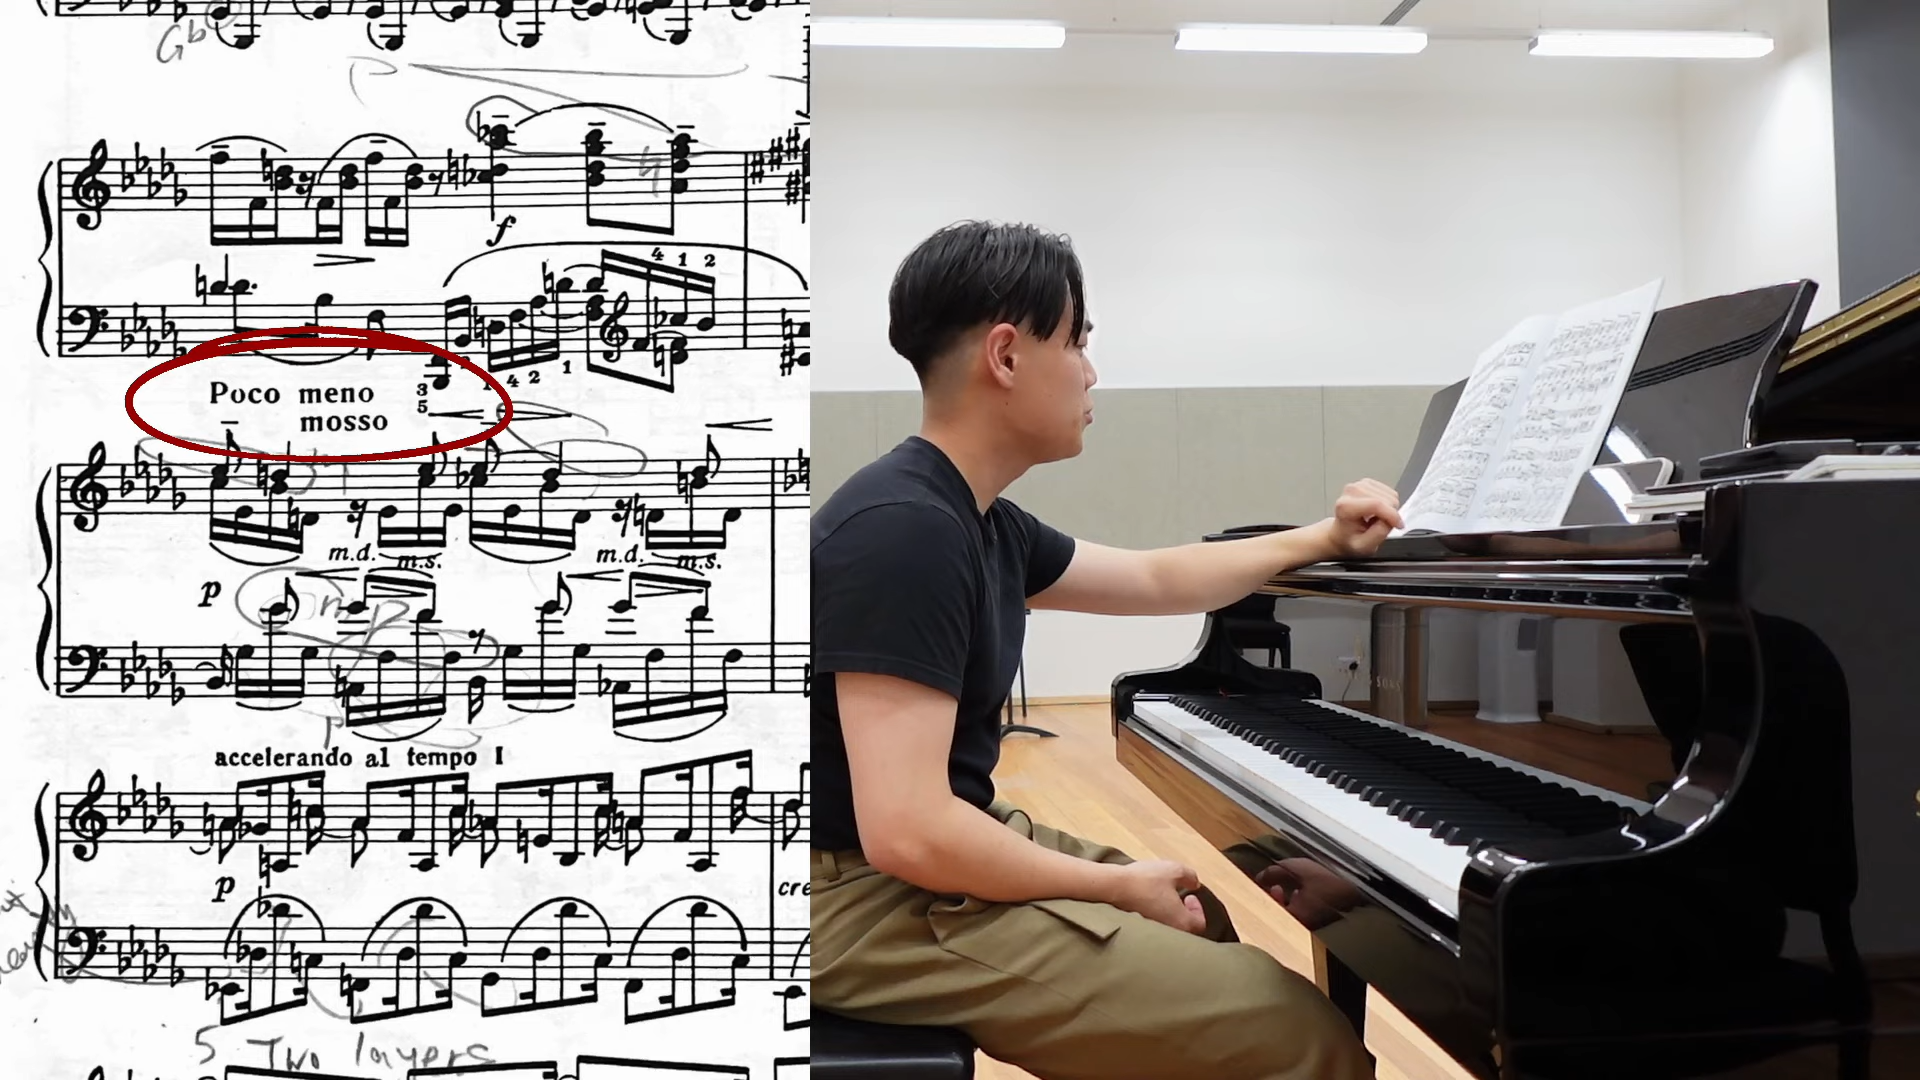 Gb
p
f
4 1 2
4 2 1
Poco meno
mosso
3
5
m.d. m.s. m.d. m.s.
p
mp
accelerando al tempo I
p
cre
5 Two layers